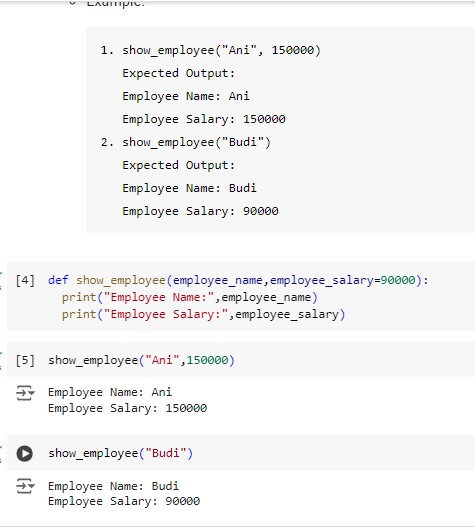 Example:
1. show_employee("Ani", 150000)
Expected Output:
Employee Name: Ani
Employee Salary: 150000
2. show_employee("Budi")
Expected Output:
Employee Name: Budi
Employee Salary: 90000
[4] def show_employee(employee_name,employee_salary=90000):
print("Employee Name:",employee_name)
print("Employee Salary:",employee_salary)
[5] show_employee("Ani",150000)
Employee Name: Ani
Employee Salary: 150000
show_employee("Budi")
Employee Name: Budi
Employee Salary: 90000